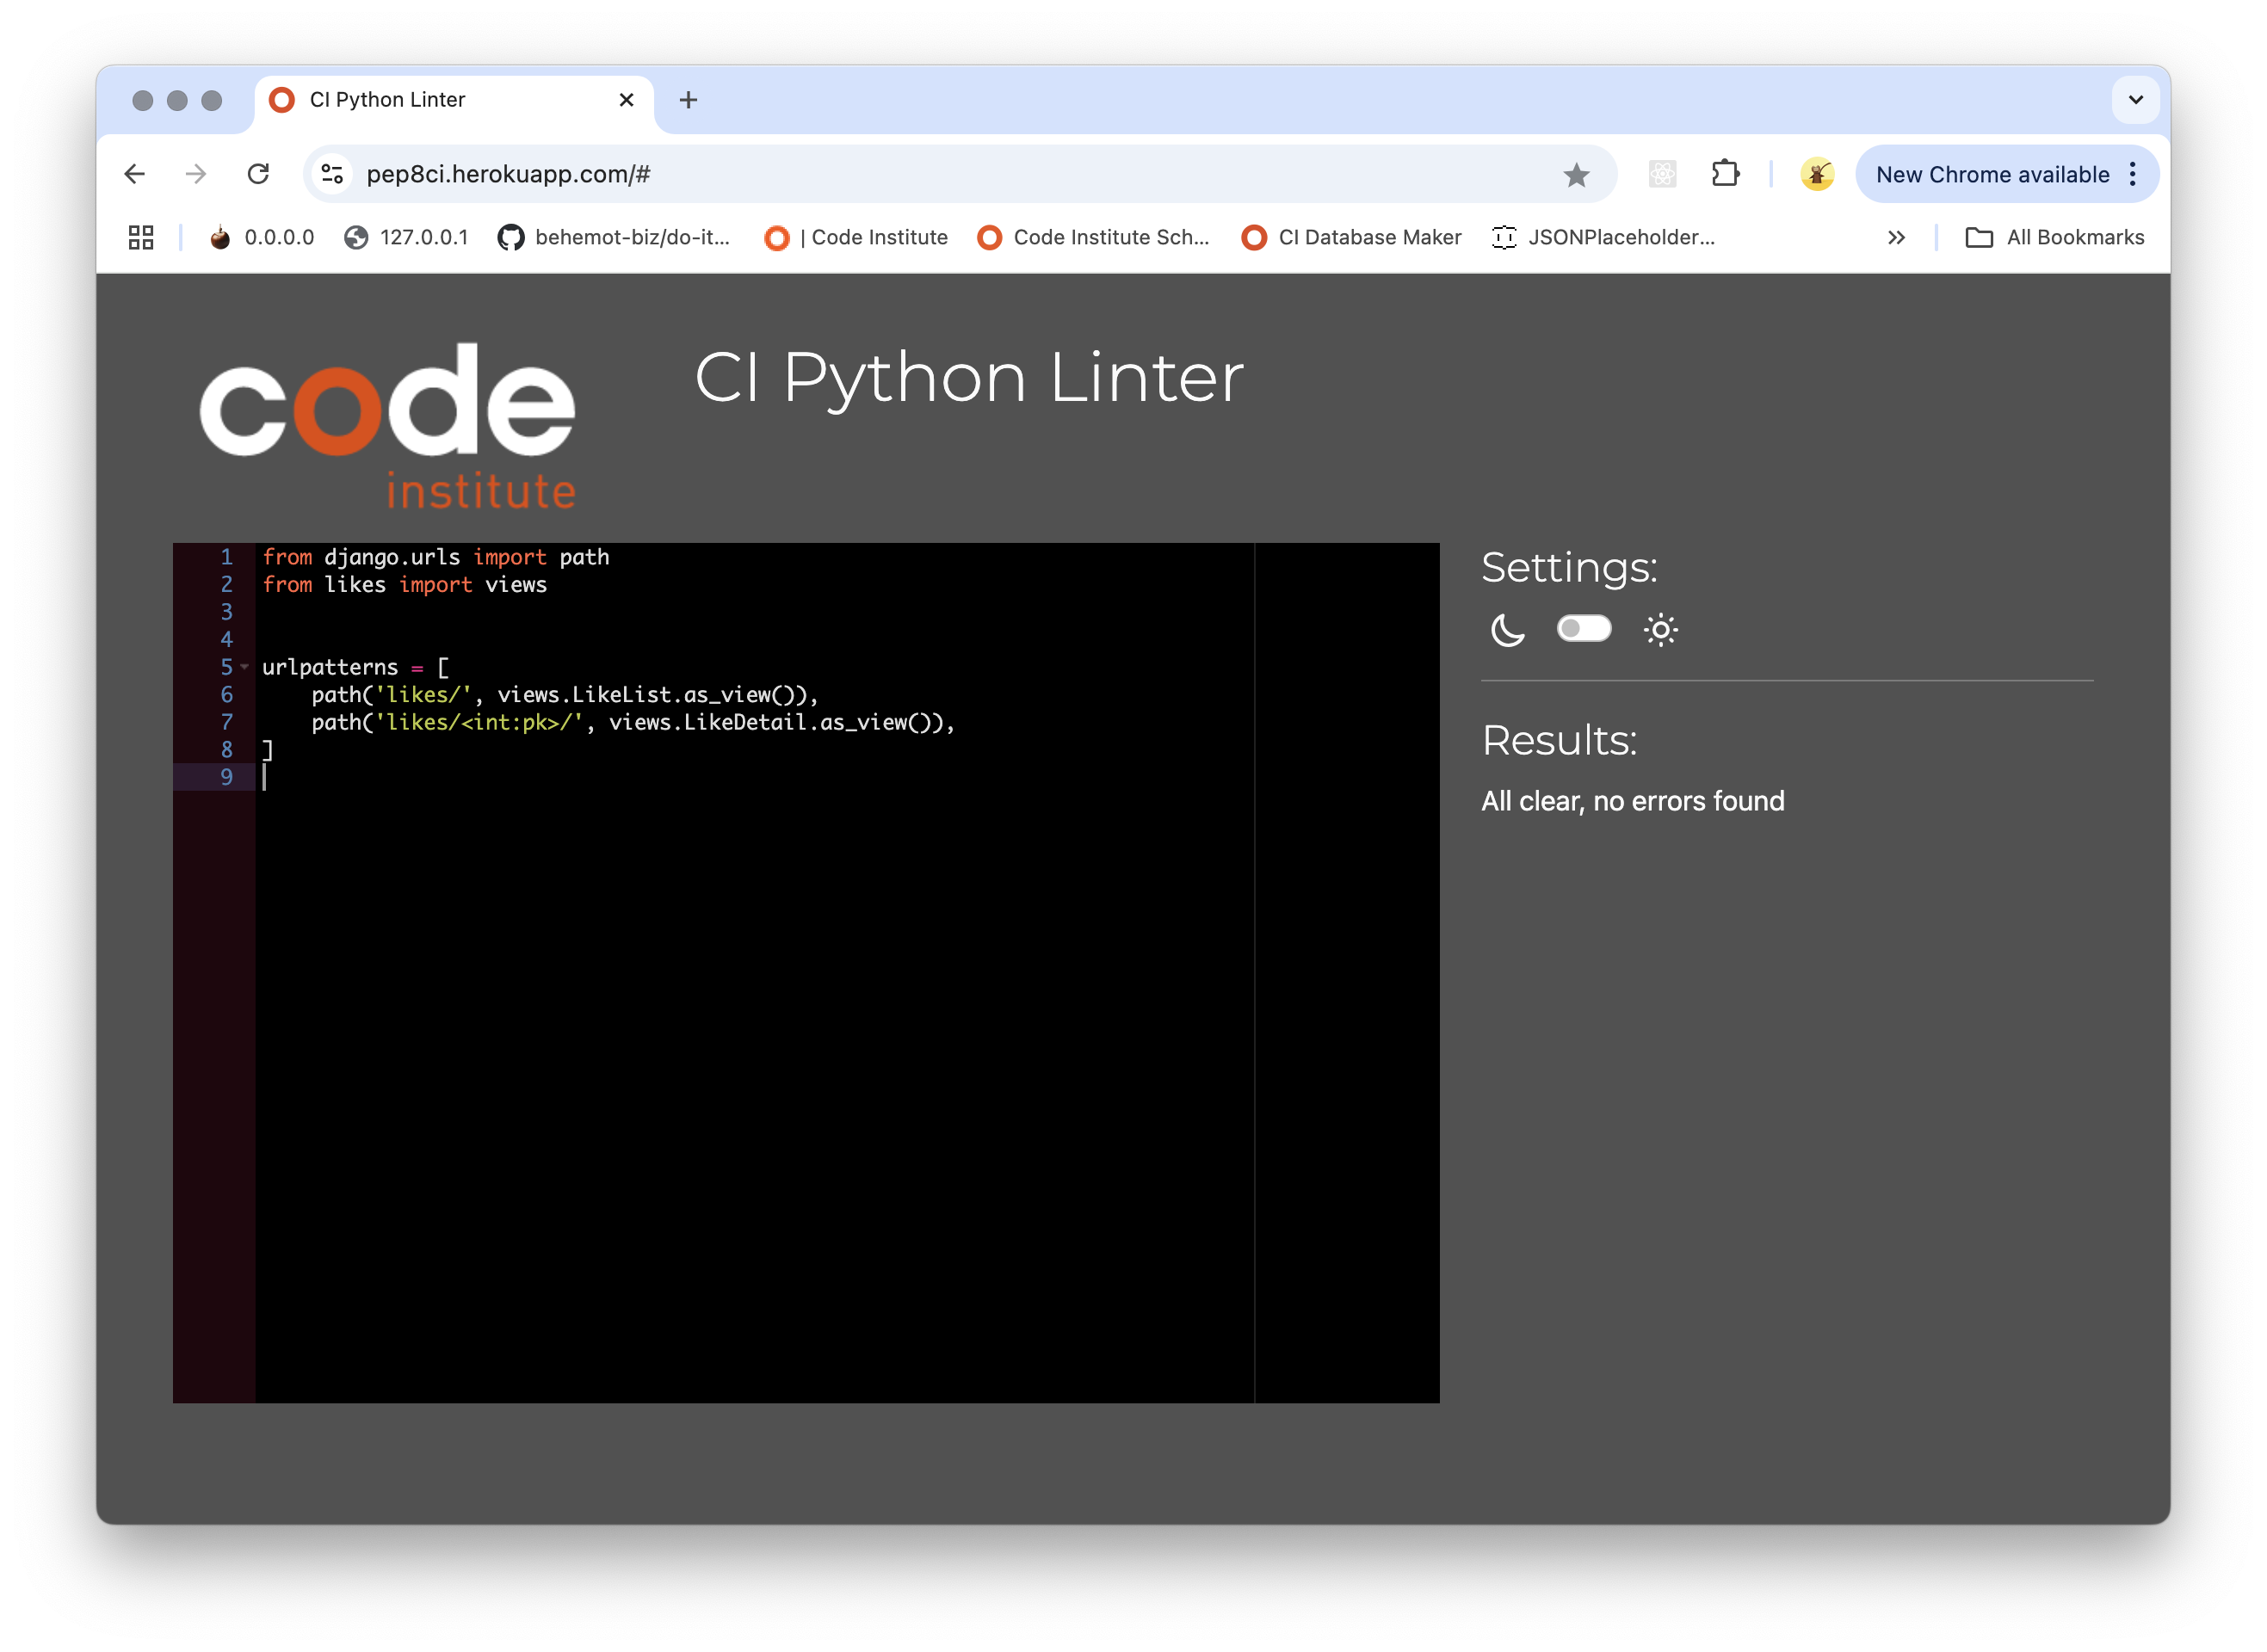 CI Python Linter
pep8ci.herokuapp.com/#
New Chrome available
0.0.0.0
127.0.0.1
behemot-biz/do-it...
| Code Institute
Code Institute Sch...
CI Database Maker
JSONPlaceholder...
All Bookmarks
code
institute
CI Python Linter
1 from django.urls import path
2 from likes import views
3
4
5 urlpatterns = [
6     path('likes/', views.LikeList.as_view()),
7     path('likes/<int:pk>/', views.LikeDetail.as_view()),
8 ]
9
Settings:
Results:
All clear, no errors found